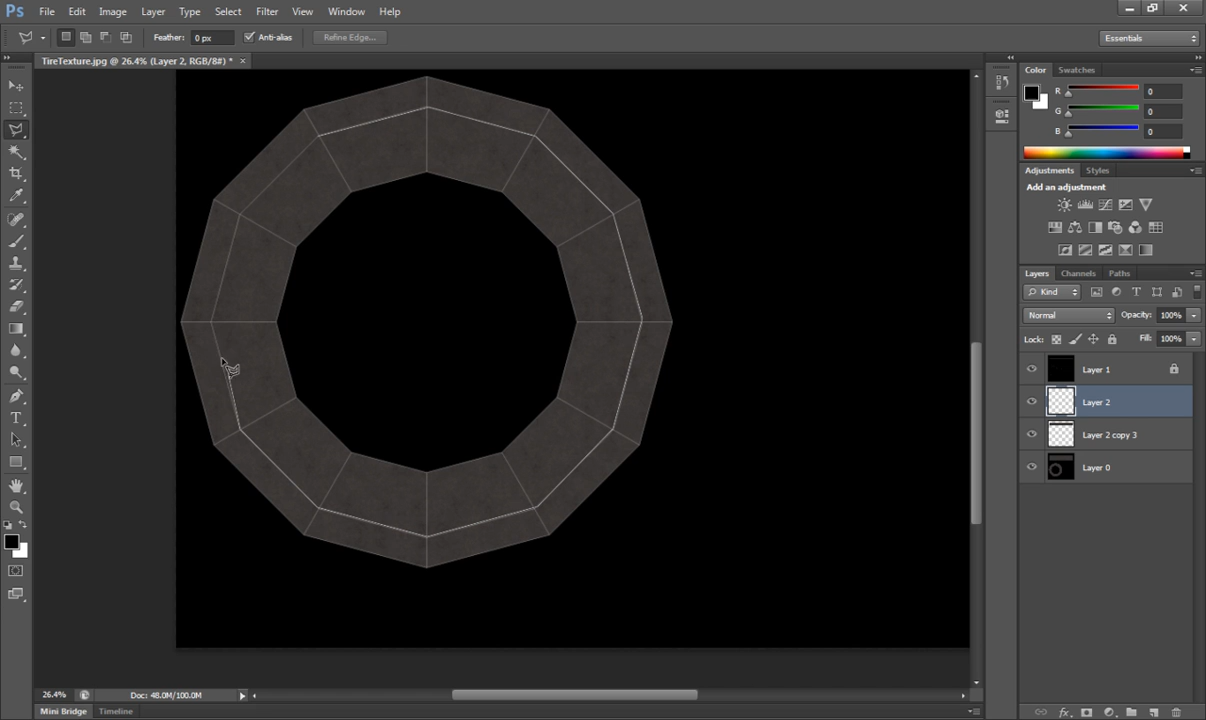 Ps File Edit Image Layer Type Select Filter View Window Help
Feather: 0 px Anti-alias Refine Edge... Essentials
TireTexture.jpg @ 26.4% (Layer 2, RGB/8#) * ×
Color Swatches
R 0
G 0
B 0
Adjustments Styles
Add an adjustment
Layers Channels Paths
Kind T
Normal Opacity: 100%
Lock: Fill: 100%
Layer 1
Layer 2
Layer 2 copy 3
Layer 0
T
fx
26.4% Doc: 48.0M/100.0M
Mini Bridge Timeline